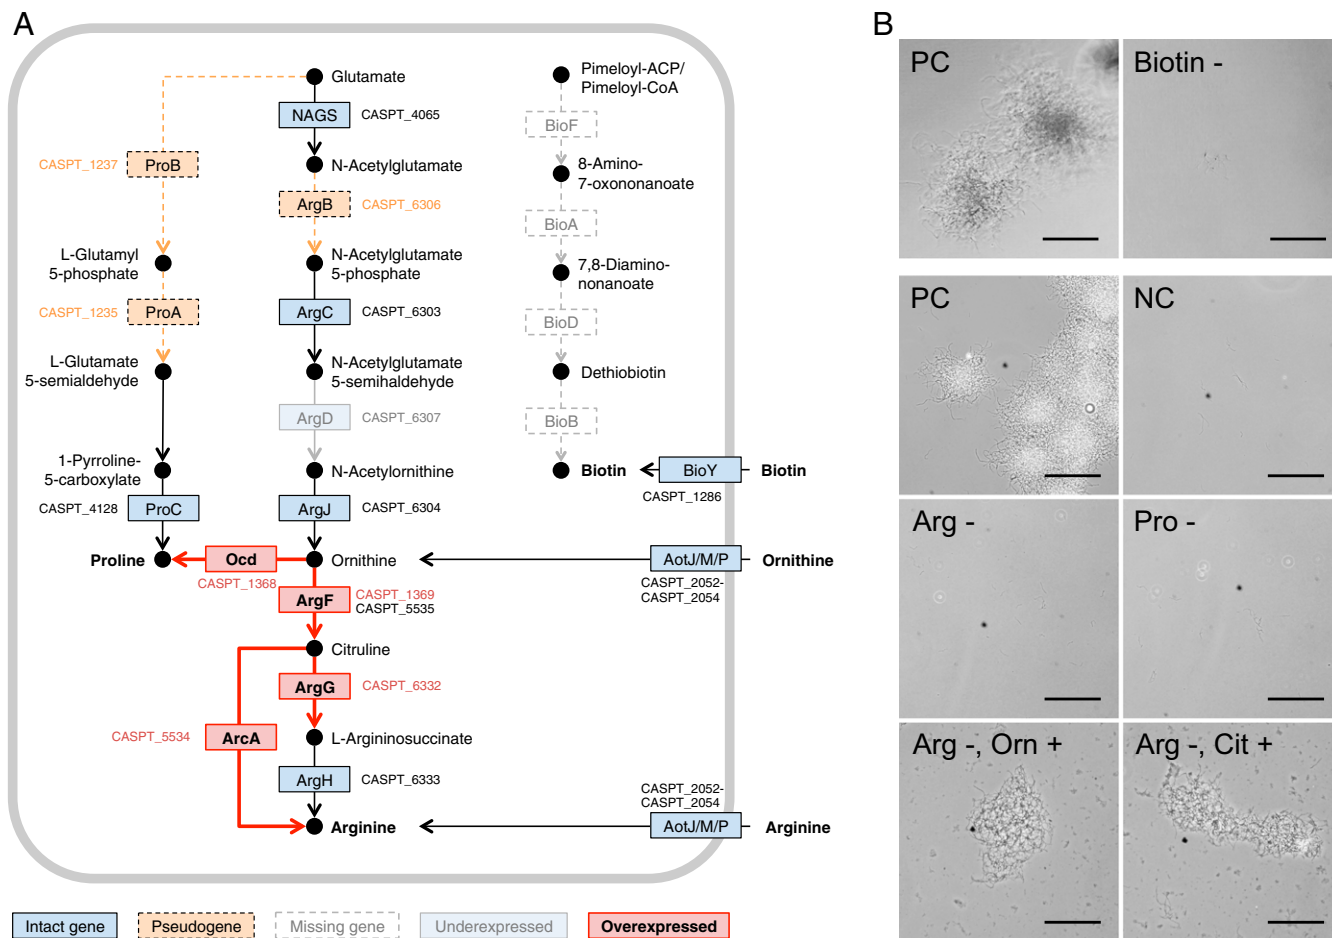 A
Glutamate
NAGS
CASPT_4065
N-Acetylglutamate
CASPT_1237
ProB
ArgB
CASPT_6306
L-Glutamyl
5-phosphate
N-Acetylglutamate
5-phosphate
CASPT_1235
ProA
ArgC
CASPT_6303
L-Glutamate
5-semialdehyde
N-Acetylglutamate
5-semihaldehyde
ArgD
CASPT_6307
1-Pyrroline-
5-carboxylate
N-Acetylornithine
CASPT_4128
ProC
ArgJ
CASPT_6304
Proline
Ocd
Ornithine
CASPT_1368
ArgF
CASPT_1369
CASPT_5535
Citruline
ArgG
CASPT_6332
CASPT_5534
ArcA
L-Argininosuccinate
ArgH
CASPT_6333
Arginine
Pimeloyl-ACP/
Pimeloyl-CoA
BioF
8-Amino-
7-oxononanoate
BioA
7,8-Diamino-
nonanoate
BioD
Dethiobiotin
BioB
Biotin
BioY
Biotin
CASPT_1286
AotJ/M/P
Ornithine
CASPT_2052-
CASPT_2054
CASPT_2052-
CASPT_2054
AotJ/M/P
Arginine
Intact gene
Pseudogene
Missing gene
Underexpressed
Overexpressed
B
PC
Biotin -
PC
NC
Arg -
Pro -
Arg -, Orn +
Arg -, Cit +